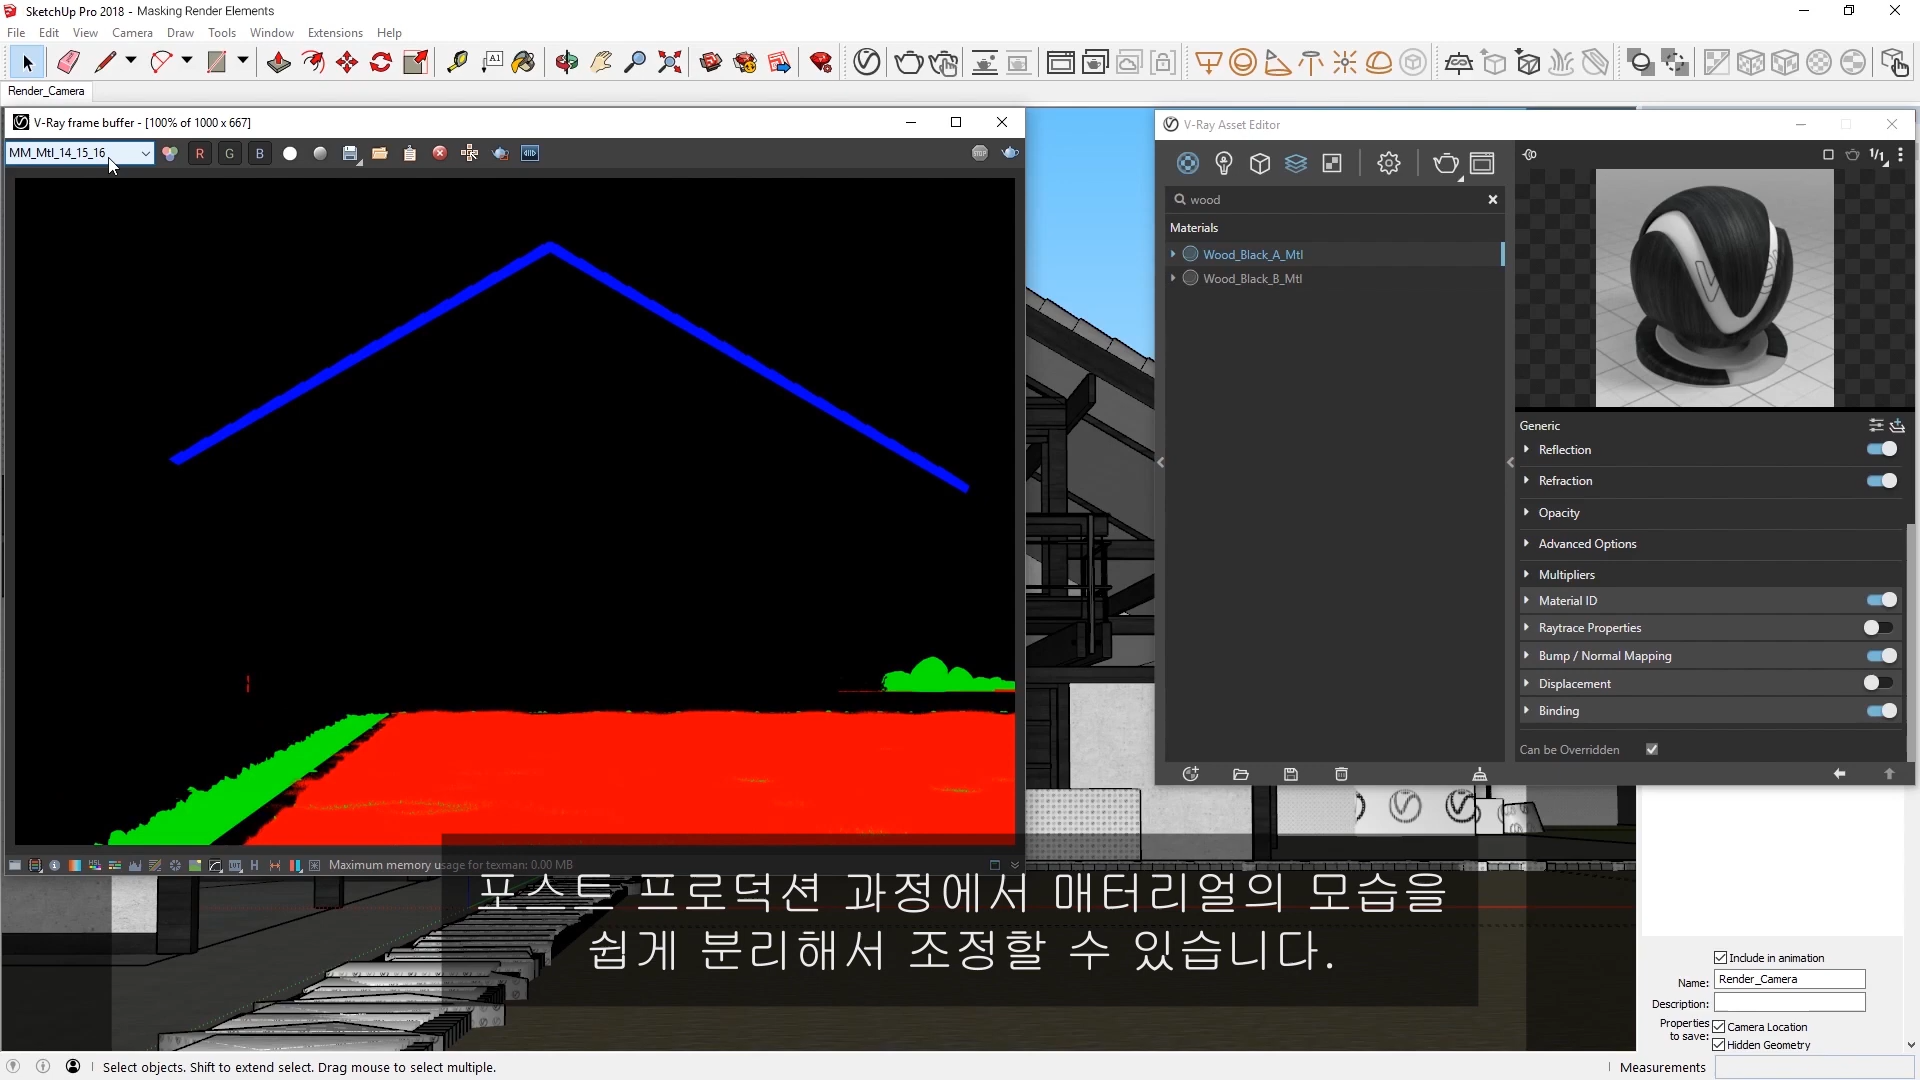 SketchUp Pro 2018 - Masking Render Elements
File Edit View Camera Draw Tools Window Extensions Help
Render_Camera
V-Ray frame buffer - [100% of 1000 x 667]
MM_Mtl_14_15_16
R G B
V-Ray Asset Editor
wood
Materials
Wood_Black_A_Mtl
Wood_Black_B_Mtl
1/1
Generic
Reflection
Refraction
Opacity
Advanced Options
Multipliers
Material ID
Raytrace Properties
Bump / Normal Mapping
Displacement
Binding
Can be Overridden
Maximum memory usage for texman: 0.00 MB
포스트 프로덕션 과정에서 매터리얼의 모습을
쉽게 분리해서 조정할 수 있습니다.
Include in animation
Name: Render_Camera
Description:
Properties to save:
Camera Location
Hidden Geometry
Select objects. Shift to extend select. Drag mouse to select multiple.
Measurements